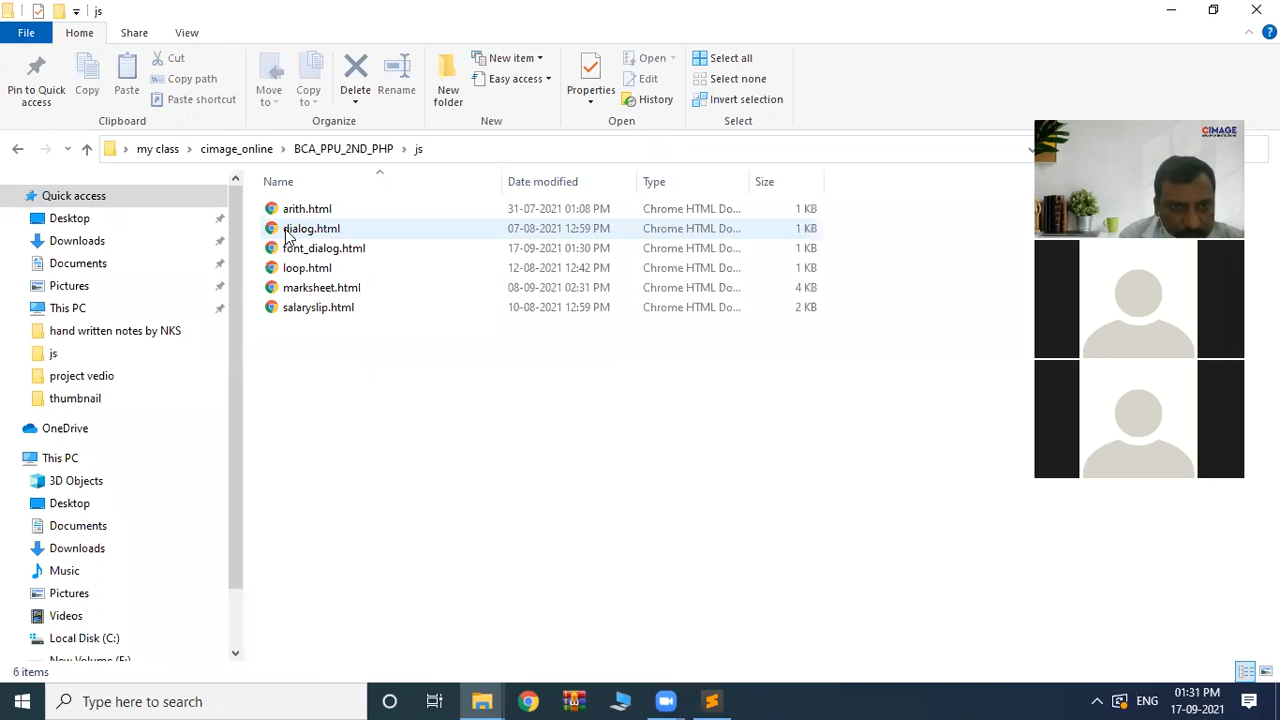 js
File
Home
Share
View
Pin to Quick access
Copy
Paste
Cut
Copy path
Paste shortcut
Clipboard
Move to
Copy to
Delete
Rename
Organize
New folder
New item
Easy access
New
Properties
Open
Edit
History
Open
Select all
Select none
Invert selection
Select
my class > cimage_online > BCA_PPU_2ND_PHP > js
CIMAGE
Name Date modified Type Size
arith.html 31-07-2021 01:08 PM Chrome HTML Do... 1 KB
dialog.html 07-08-2021 12:59 PM Chrome HTML Do... 1 KB
font_dialog.html 17-09-2021 01:30 PM Chrome HTML Do... 1 KB
loop.html 12-08-2021 12:42 PM Chrome HTML Do... 1 KB
marksheet.html 08-09-2021 02:31 PM Chrome HTML Do... 4 KB
salaryslip.html 10-08-2021 12:59 PM Chrome HTML Do... 2 KB
Quick access
Desktop
Downloads
Documents
Pictures
This PC
hand written notes by NKS
js
project vedio
thumbnail
OneDrive
This PC
3D Objects
Desktop
Documents
Downloads
Music
Pictures
Videos
Local Disk (C:)
New Volume (E:)
6 items
Type here to search
ENG
01:31 PM
17-09-2021